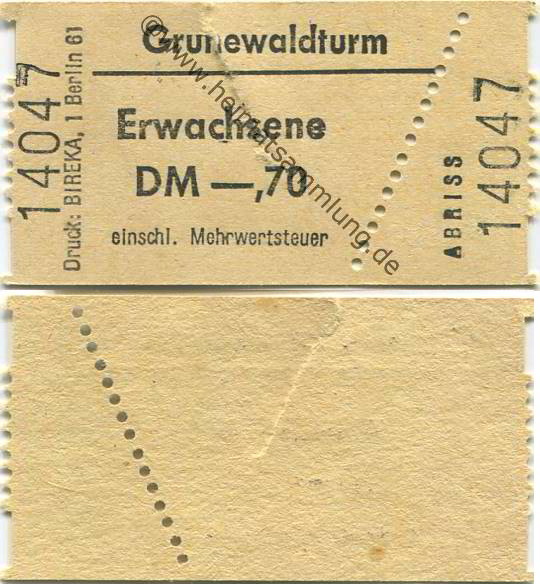 Grunewaldturm
Erwachsene
DM —,70
einschl. Mehrwertsteuer
14047
Druck: BIREKA, 1 Berlin 61
ABRISS
14047
©www.heimatsammlung.de